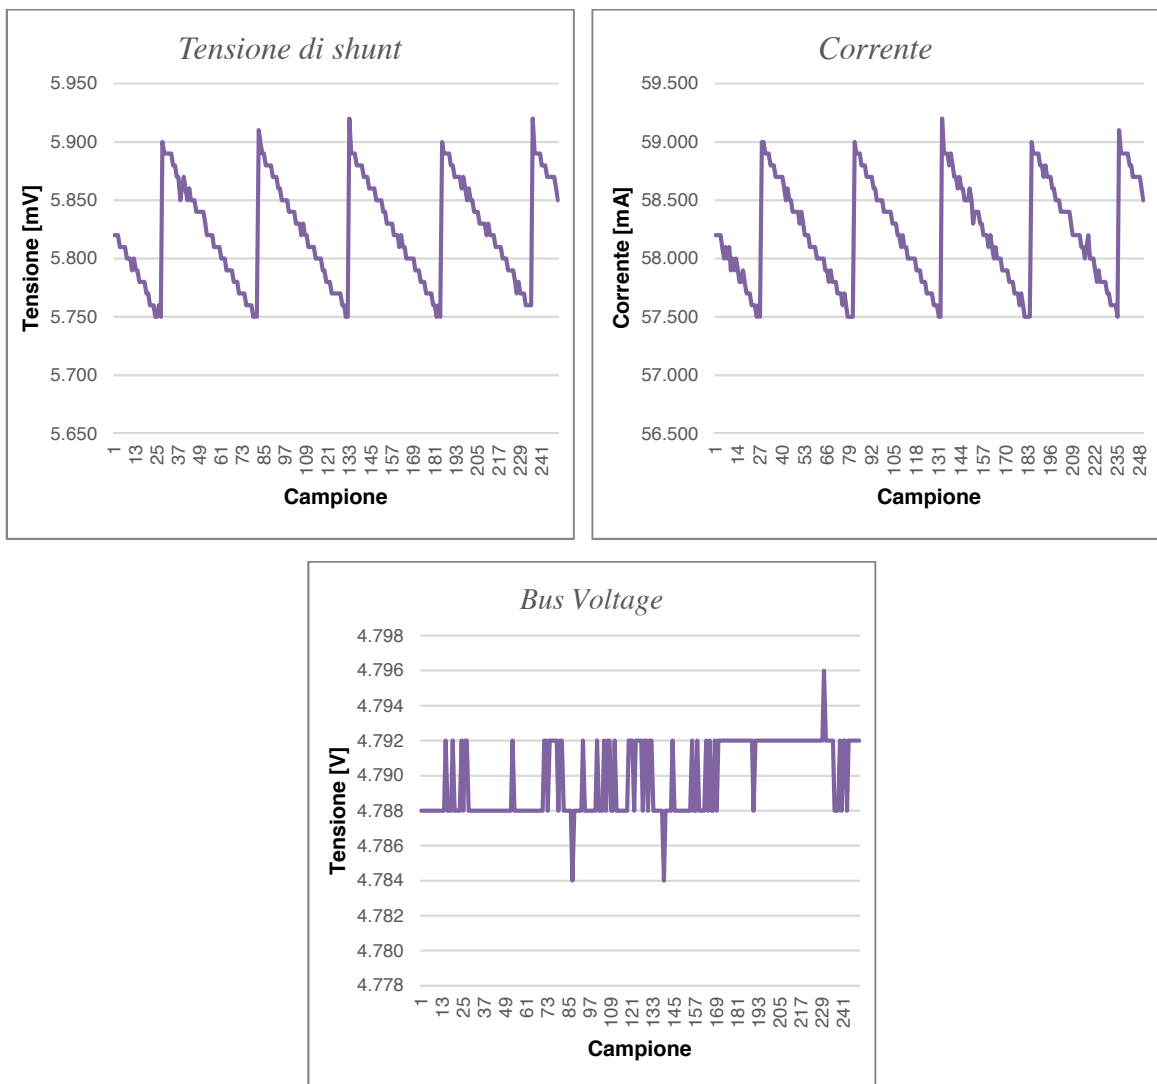 Tensione di shunt
5.950
5.900
5.850
5.800
5.750
5.700
5.650
Tensione [mV]
1 13 25 37 49 61 73 85 97 109 121 133 145 157 169 181 193 205 217 229 241
Campione
Corrente
59.500
59.000
58.500
58.000
57.500
57.000
56.500
Corrente [mA]
1 14 27 40 53 66 79 92 105 118 131 144 157 170 183 196 209 222 235 248
Campione
Bus Voltage
4.798
4.796
4.794
4.792
4.790
4.788
4.786
4.784
4.782
4.780
4.778
Tensione [V]
1 13 25 37 49 61 73 85 97 109 121 133 145 157 169 181 193 205 217 229 241
Campione